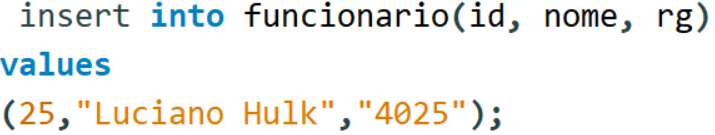 insert into funcionario(id, nome, rg)
values
(25,"Luciano Hulk","4025");